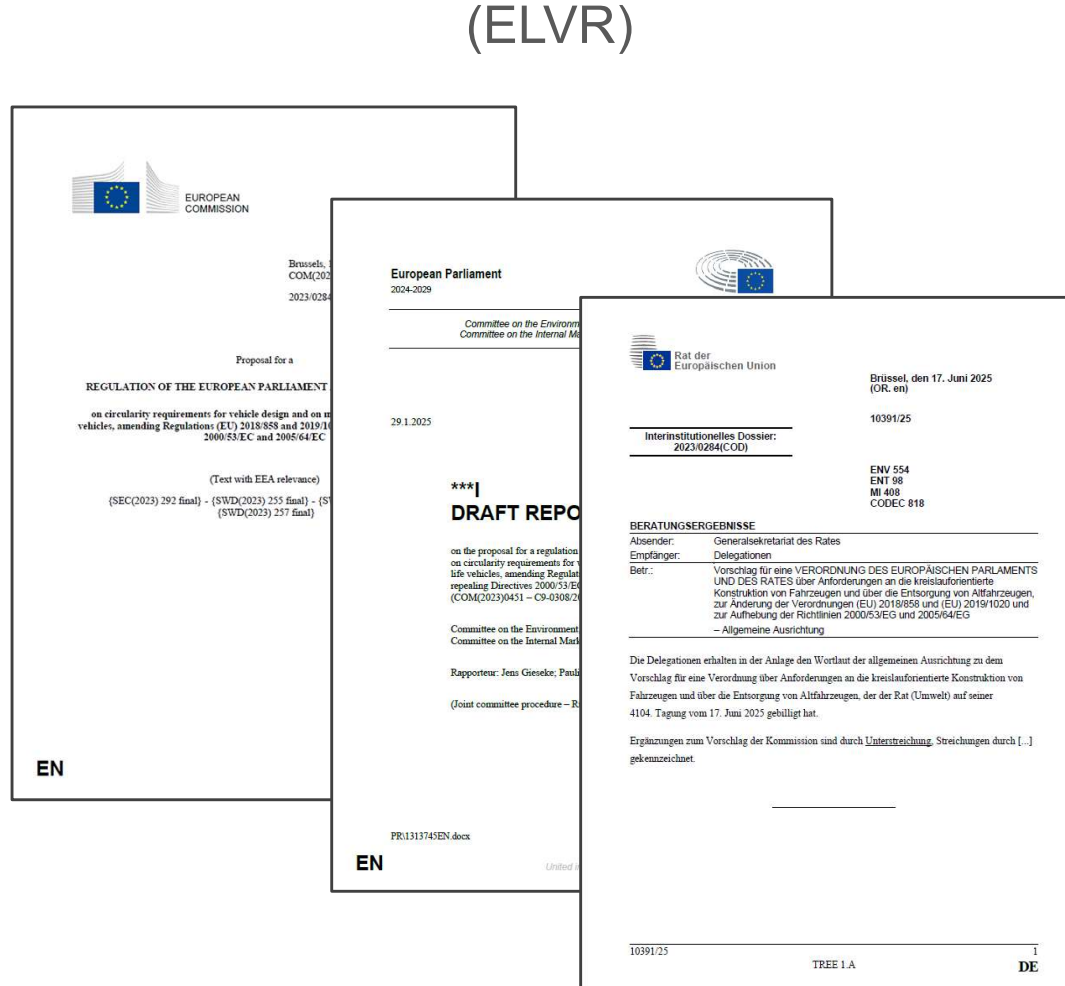 (ELVR)
EUROPEAN
COMMISSION
Brussels,
COM(202
2023/0284
Proposal for a
REGULATION OF THE EUROPEAN PARLIAMENT
on circularity requirements for vehicle design and on
vehicles, amending Regulations (EU) 2018/858 and 2019/10
2000/53/EC and 2005/64/EC
(Text with EEA relevance)
{SEC(2023) 292 final} - {SWD(2023) 255 final} -
{SWD(2023) 257 final}
EN
European Parliament
2024-2029
Committee on the Environm
Committee on the Internal Ma
29.1.2025
***I
DRAFT REPO
on the proposal for a regulation
on circularity requirements for
life vehicles, amending Regulat
repealing Directives 2000/53/E
(COM(2023)0451 – C9-0308/20
Committee on the Environment
Committee on the Internal Mark
Rapporteur: Jens Gieseke; Pauli
(Joint committee procedure – R
PR\1313745EN.docx
EN
United in
Rat der
Europäischen Union
Brüssel, den 17. Juni 2025
(OR. en)
10391/25
Interinstitutionelles Dossier:
2023/0284(COD)
ENV 554
ENT 98
MI 408
CODEC 818
BERATUNGSERGEBNISSE
Absender: Generalsekretariat des Rates
Empfänger: Delegationen
Betr.: Vorschlag für eine VERORDNUNG DES EUROPÄISCHEN PARLAMENTS
UND DES RATES über Anforderungen an die kreislauforientierte
Konstruktion von Fahrzeugen und über die Entsorgung von Altfahrzeugen,
zur Änderung der Verordnungen (EU) 2018/858 und (EU) 2019/1020 und
zur Aufhebung der Richtlinien 2000/53/EG und 2005/64/EG
– Allgemeine Ausrichtung
Die Delegationen erhalten in der Anlage den Wortlaut der allgemeinen Ausrichtung zu dem
Vorschlag für eine Verordnung über Anforderungen an die kreislauforientierte Konstruktion von
Fahrzeugen und über die Entsorgung von Altfahrzeugen, der der Rat (Umwelt) auf seiner
4104. Tagung vom 17. Juni 2025 gebilligt hat.
Ergänzungen zum Vorschlag der Kommission sind durch Unterstreichung, Streichungen durch [...]
gekennzeichnet.
10391/25 1
TREE 1.A DE